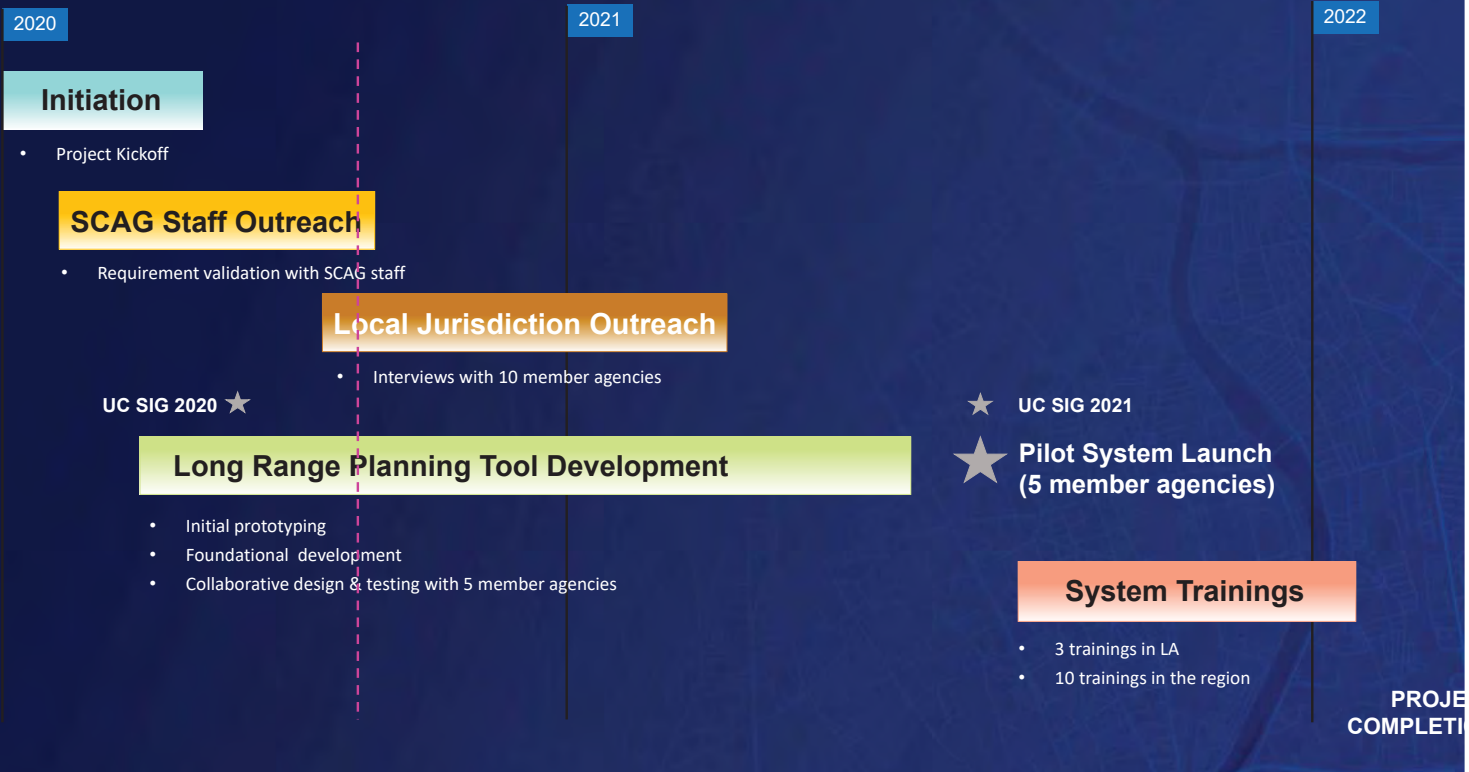 2020
2021
2022
Initiation
• Project Kickoff
SCAG Staff Outreach
• Requirement validation with SCAG staff
Local Jurisdiction Outreach
• Interviews with 10 member agencies
UC SIG 2020
UC SIG 2021
Long Range Planning Tool Development
Pilot System Launch
(5 member agencies)
• Initial prototyping
• Foundational development
• Collaborative design & testing with 5 member agencies
System Trainings
• 3 trainings in LA
• 10 trainings in the region
PROJE
COMPLETI